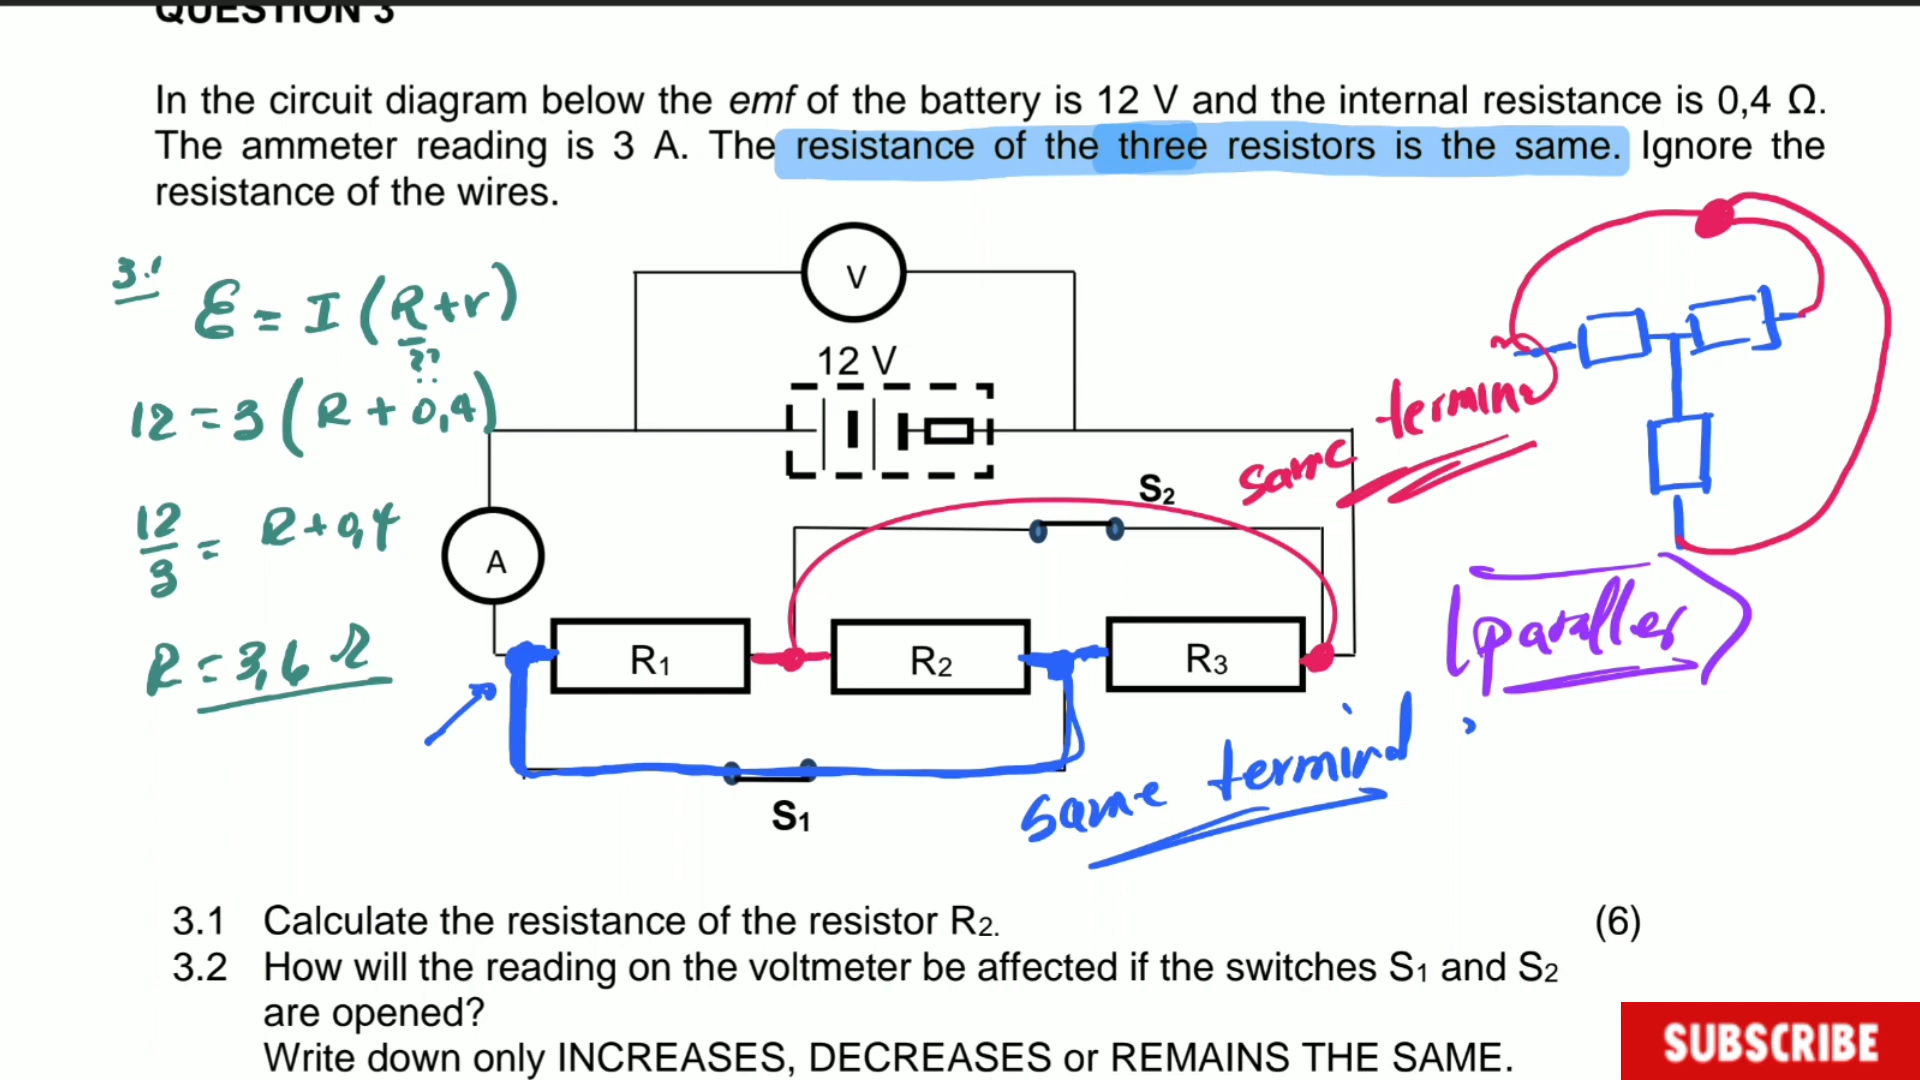 QUESTION 3
In the circuit diagram below the emf of the battery is 12 V and the internal resistance is 0,4 Ω.
The ammeter reading is 3 A. The resistance of the three resistors is the same. Ignore the
resistance of the wires.
3.1
Ɛ = I (R+r)
??
12 = 3 (R + 0,4)
12/3 = R + 0,4
R = 3,6 Ω
V
12 V
A
S2
R1
R2
R3
S1
same
same
parallel
3.1 Calculate the resistance of the resistor R2. (6)
3.2 How will the reading on the voltmeter be affected if the switches S1 and S2
are opened?
Write down only INCREASES, DECREASES or REMAINS THE SAME.
SUBSCRIBE